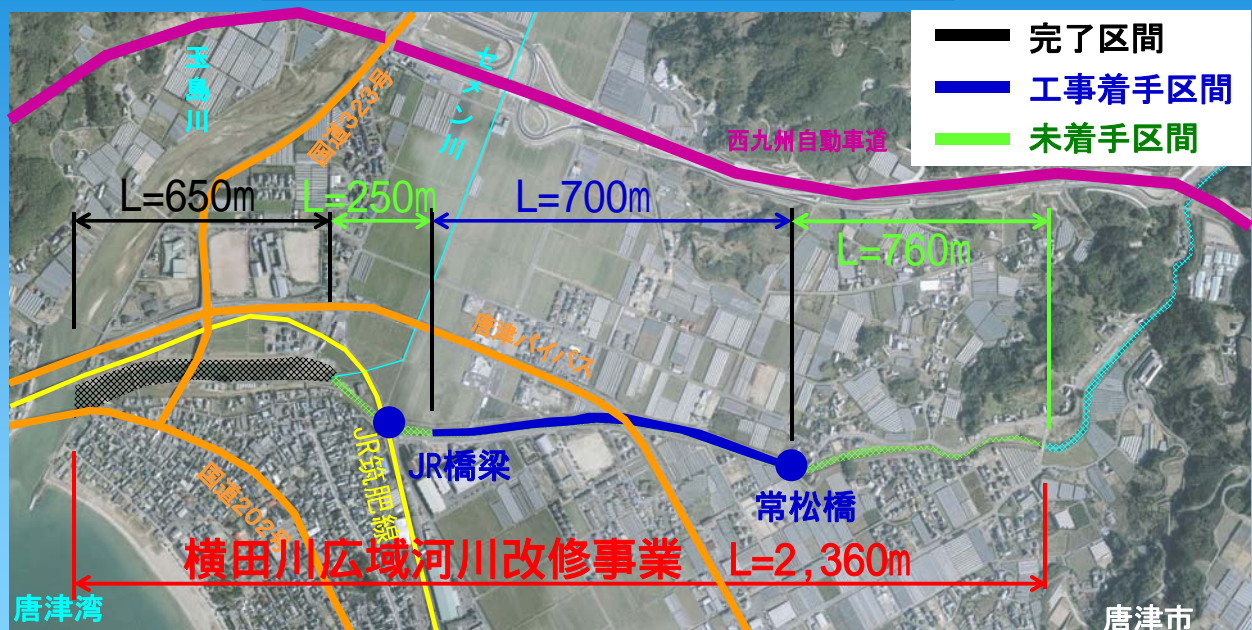 完了区間
工事着手区間
未着手区間
玉島川
セメン川
国道323号
西九州自動車道
L=650m
L=250m
L=700m
L=760m
唐津バイパス
JR筑肥線
JR橋梁
常松橋
国道202号
横田川広域河川改修事業 L=2,360m
唐津湾
唐津市